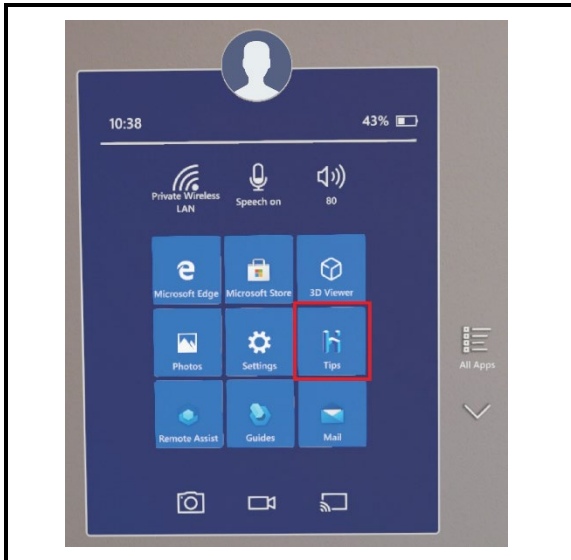 10:38
43%
Private Wireless
LAN
Speech on
80
Microsoft Edge
Microsoft Store
3D Viewer
Photos
Settings
Tips
All Apps
Remote Assist
Guides
Mail